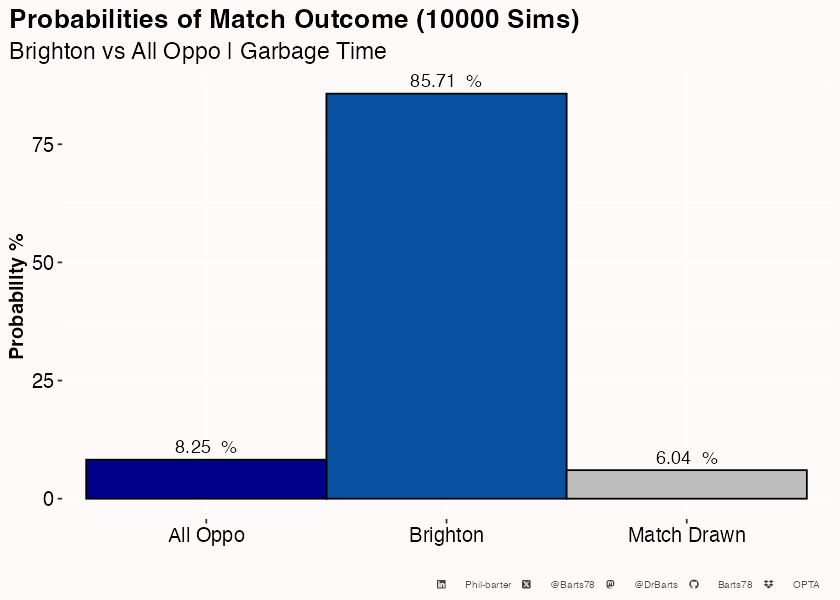 Probabilities of Match Outcome (10000 Sims)
Brighton vs All Oppo | Garbage Time
85.71 %
75
50
25
0
Probability %
8.25 %
6.04 %
All Oppo Brighton Match Drawn
Phil-barter @Barts78 @DrBarts Barts78 OPTA